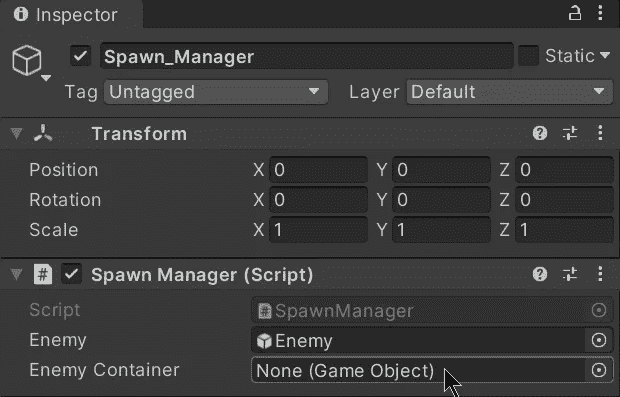 Inspector
Spawn_Manager Static
Tag Untagged Layer Default
Transform
Position X 0 Y 0 Z 0
Rotation X 0 Y 0 Z 0
Scale X 1 Y 1 Z 1
# Spawn Manager (Script)
Script # SpawnManager
Enemy Enemy
Enemy Container None (Game Object)